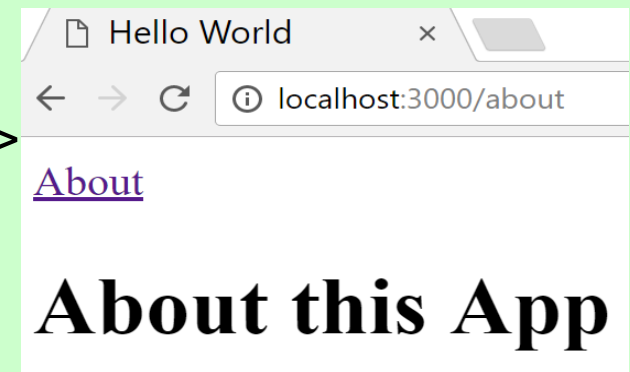 Hello World ×
localhost:3000/about
>
About
About this App